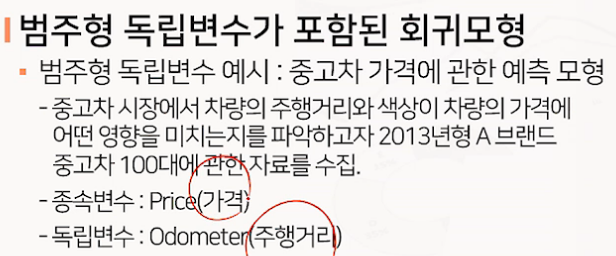 범주형 독립변수가 포함된 회귀모형
▪ 범주형 독립변수 예시 : 중고차 가격에 관한 예측 모형
- 중고차 시장에서 차량의 주행거리와 색상이 차량의 가격에
어떤 영향을 미치는지를 파악하고자 2013년형 A 브랜드
중고차 100대에 관한 자료를 수집.
- 종속변수 : Price(가격)
- 독립변수 : Odometer(주행거리)